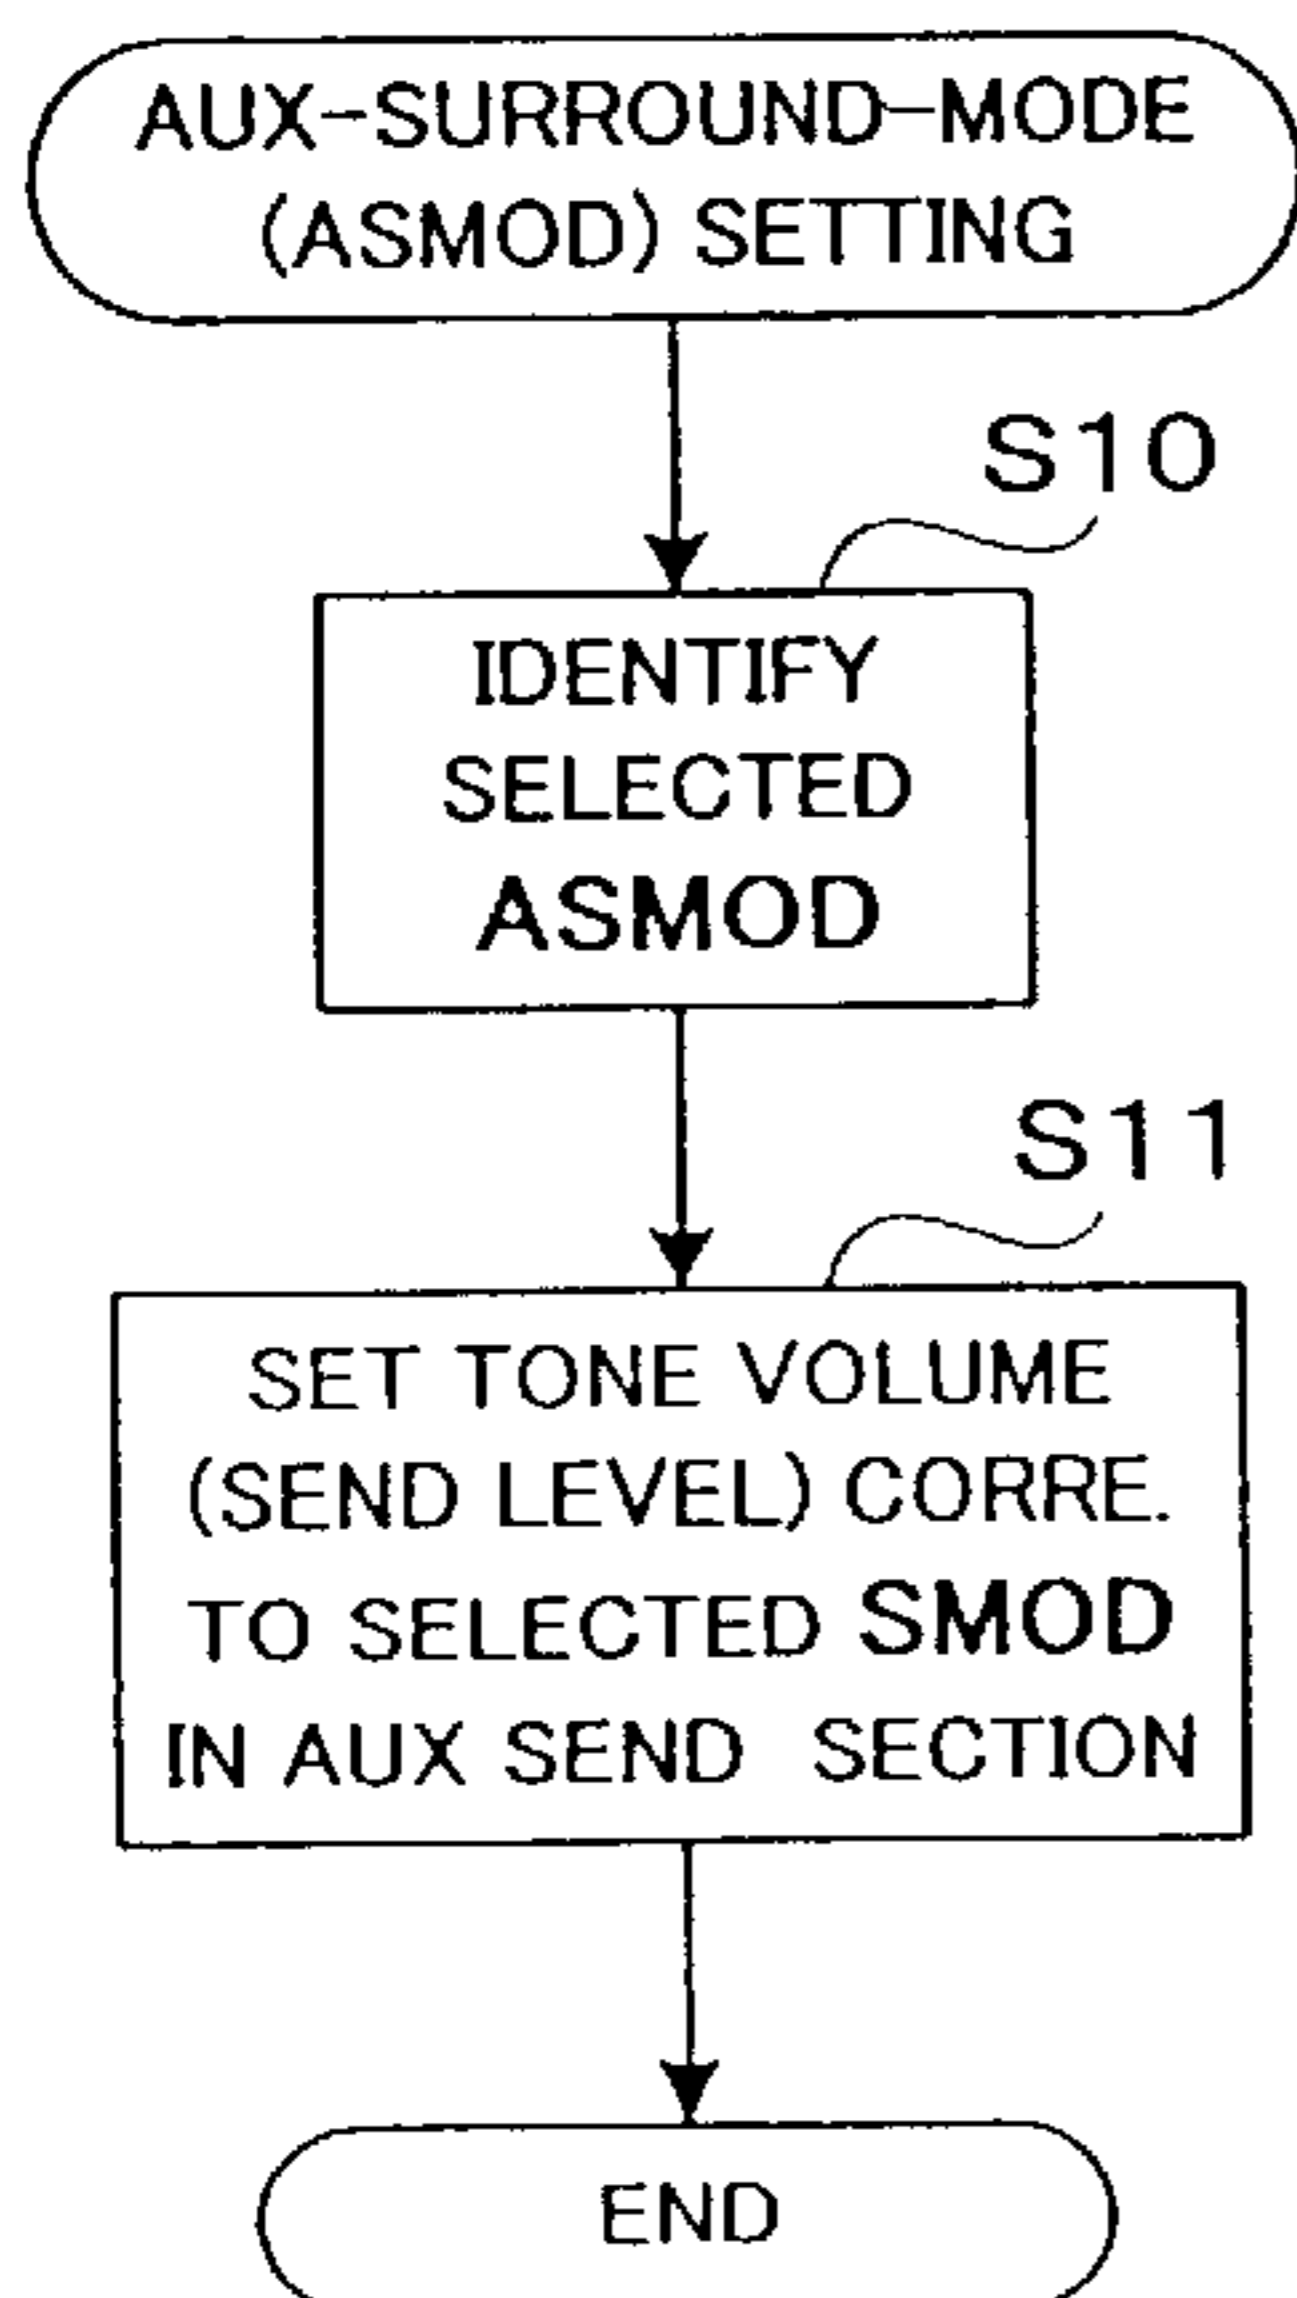 AUX-SURROUND-MODE
(ASMOD) SETTING
S10
IDENTIFY
SELECTED
ASMOD
S11
SET TONE VOLUME
(SEND LEVEL) CORRE.
TO SELECTED SMOD
IN AUX SEND SECTION
END